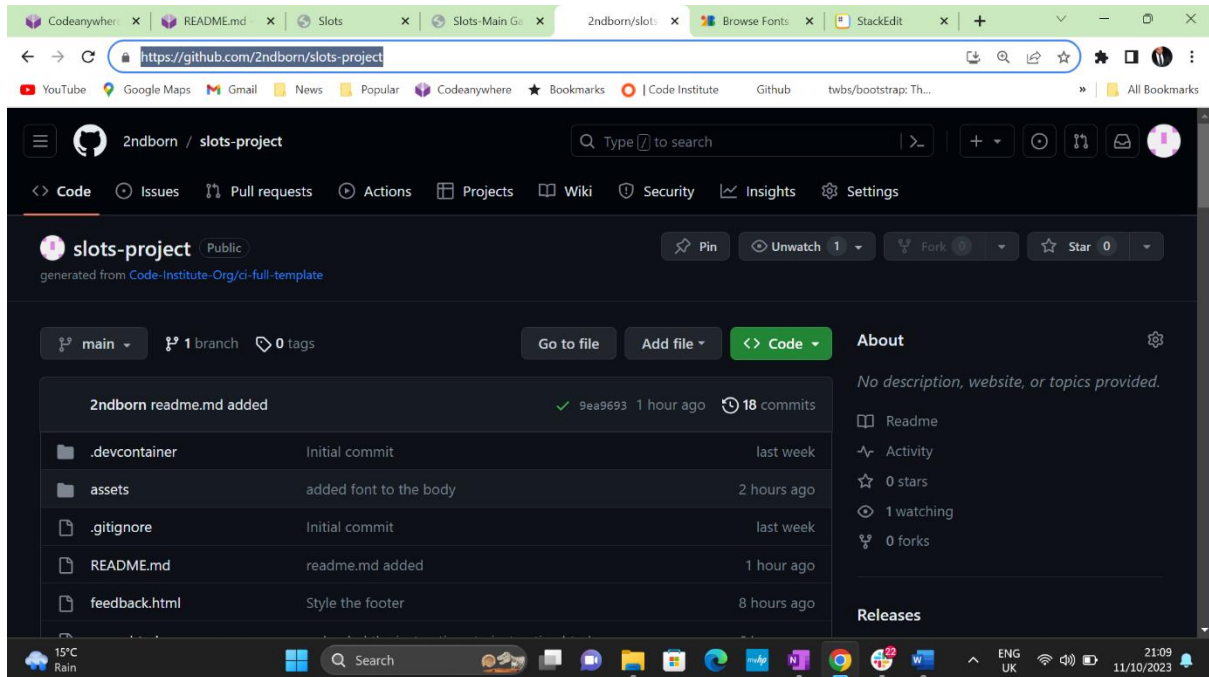 Codeanywher
README.md -
Slots
Slots-Main Ga
2ndborn/slots
Browse Fonts
StackEdit
https://github.com/2ndborn/slots-project
YouTube Google Maps Gmail News Popular Codeanywhere Bookmarks | Code Institute Github twbs/bootstrap: Th... » All Bookmarks
2ndborn / slots-project
Type / to search
<> Code Issues Pull requests Actions Projects Wiki Security Insights Settings
slots-project Public
Pin Unwatch 1 Fork 0 Star 0
generated from Code-Institute-Org/ci-full-template
main 1 branch 0 tags Go to file Add file <> Code
About
No description, website, or topics provided.
Readme
Activity
0 stars
1 watching
0 forks
Releases
2ndborn readme.md added 9ea9693 1 hour ago 18 commits
.devcontainer Initial commit last week
assets added font to the body 2 hours ago
.gitignore Initial commit last week
README.md readme.md added 1 hour ago
feedback.html Style the footer 8 hours ago
15°C
Rain
Search
22
ENG
UK
21:09
11/10/2023